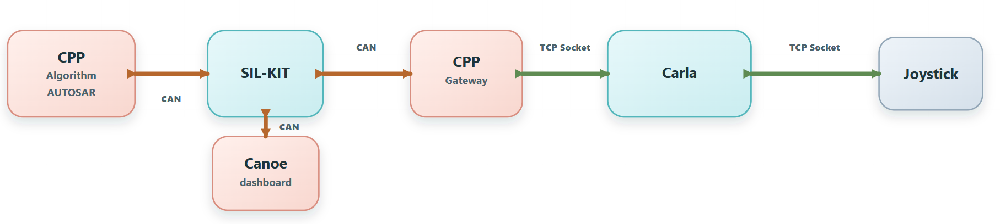 CPP
Algorithm
AUTOSAR
CAN
SIL-KIT
CAN
Canoe
dashboard
CAN
CPP
Gateway
TCP Socket
Carla
TCP Socket
Joystick